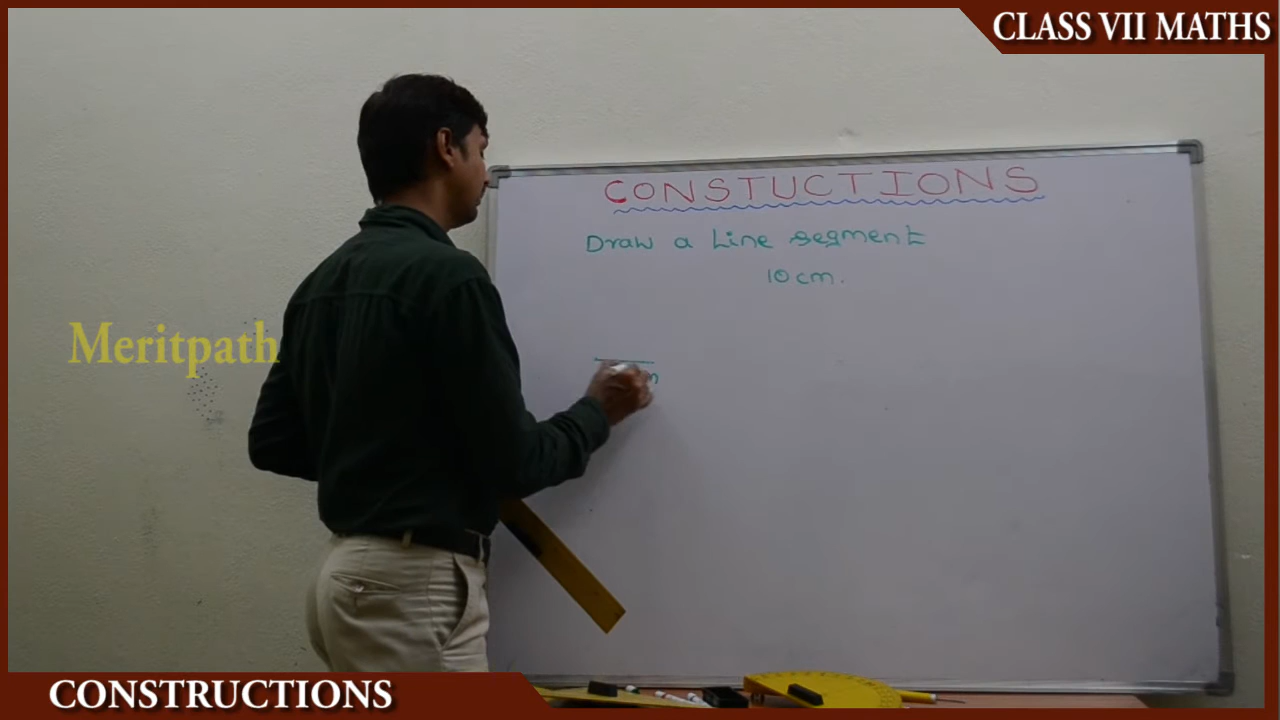 CLASS VII MATHS
CONSTUCTIONS
Draw a Line segment
10 cm.
Meritpath
CONSTRUCTIONS